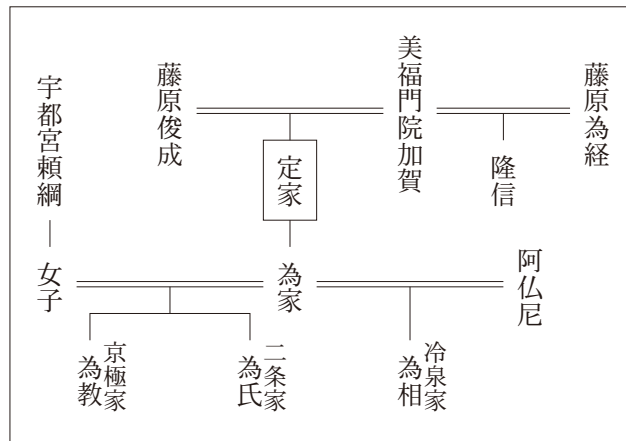 藤原為経
隆信
美福門院加賀
藤原俊成
定家
宇都宮頼綱
阿仏尼
為家
女子
冷泉家
為相
二条家
為氏
京極家
為教